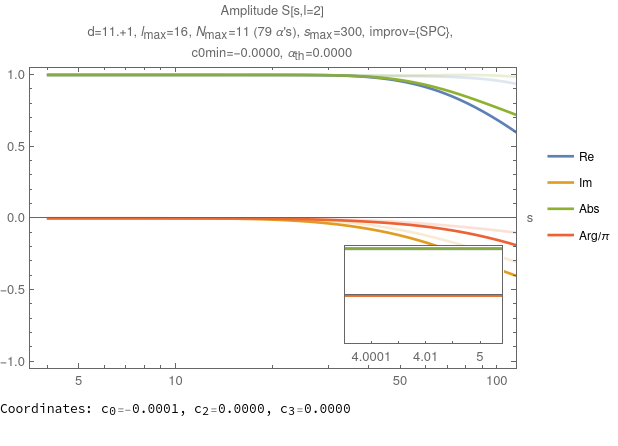 Amplitude S[s,l=2]
d=11.+1, lmax=16, Nmax=11 (79 α's), smax=300, improv={SPC},
c0min=−0.0000, αth=0.0000
1.0
0.5
0.0
−0.5
−1.0
5
10
50
100
s
Re
Im
Abs
Arg/π
4.0001
4.01
5
Coordinates: c0=−0.0001, c2=0.0000, c3=0.0000